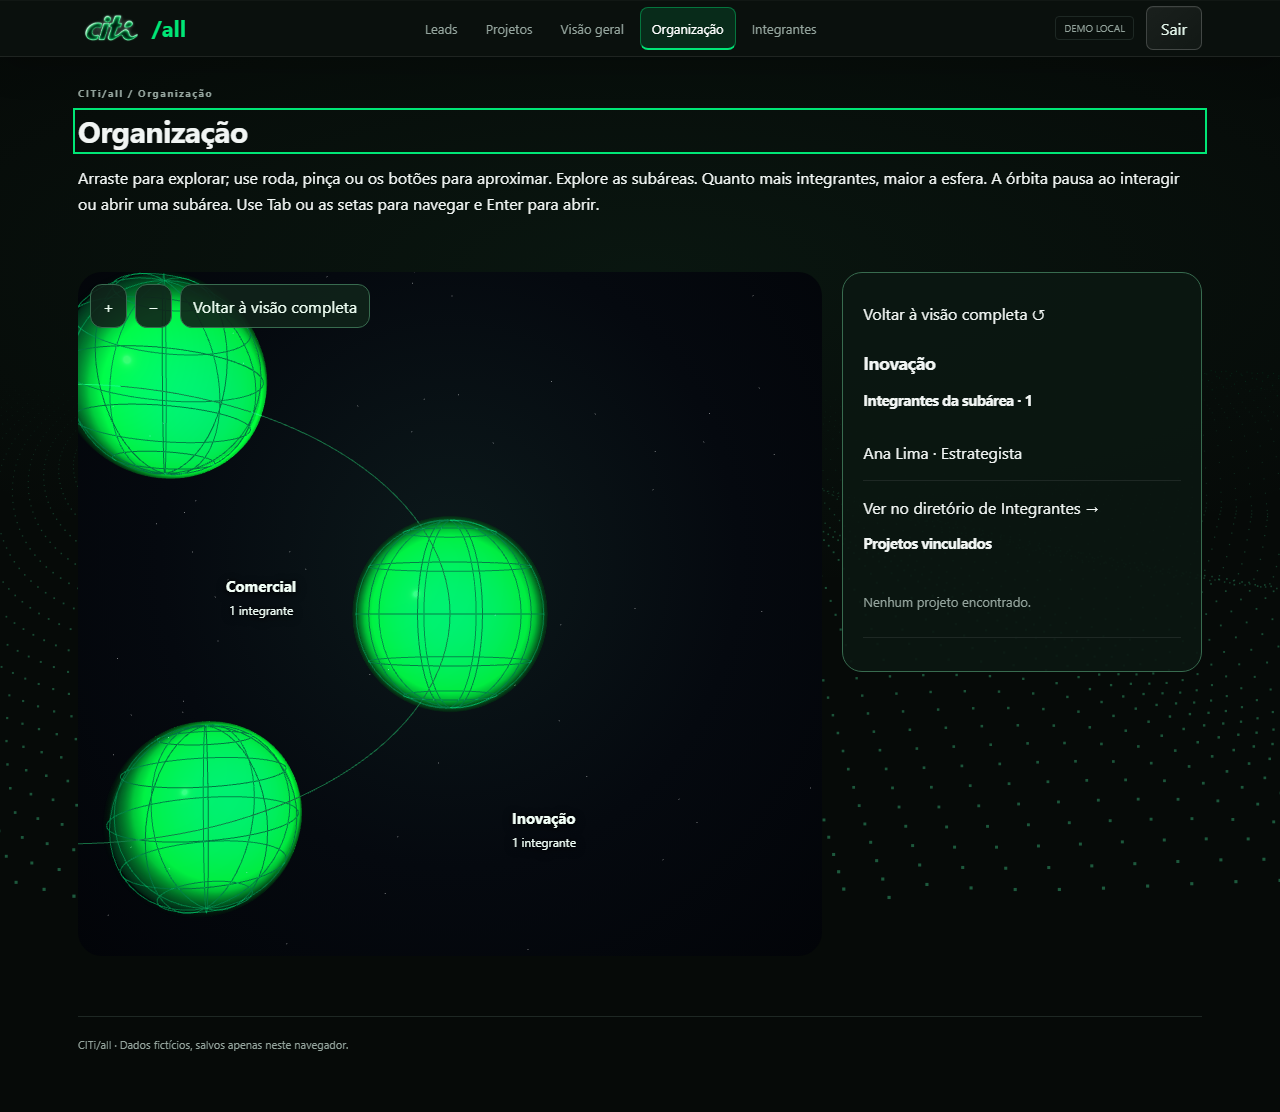 citi /all
Leads
Projetos
Visão geral
Organização
Integrantes
DEMO LOCAL
Sair
CITi/all / Organização
Organização
Arraste para explorar; use roda, pinça ou os botões para aproximar. Explore as subáreas. Quanto mais integrantes, maior a esfera. A órbita pausa ao interagir
ou abrir uma subárea. Use Tab ou as setas para navegar e Enter para abrir.
+
−
Voltar à visão completa
Comercial
1 integrante
Inovação
1 integrante
Voltar à visão completa ↺
Inovação
Integrantes da subárea · 1
Ana Lima · Estrategista
Ver no diretório de Integrantes →
Projetos vinculados
Nenhum projeto encontrado.
CITi/all · Dados fictícios, salvos apenas neste navegador.